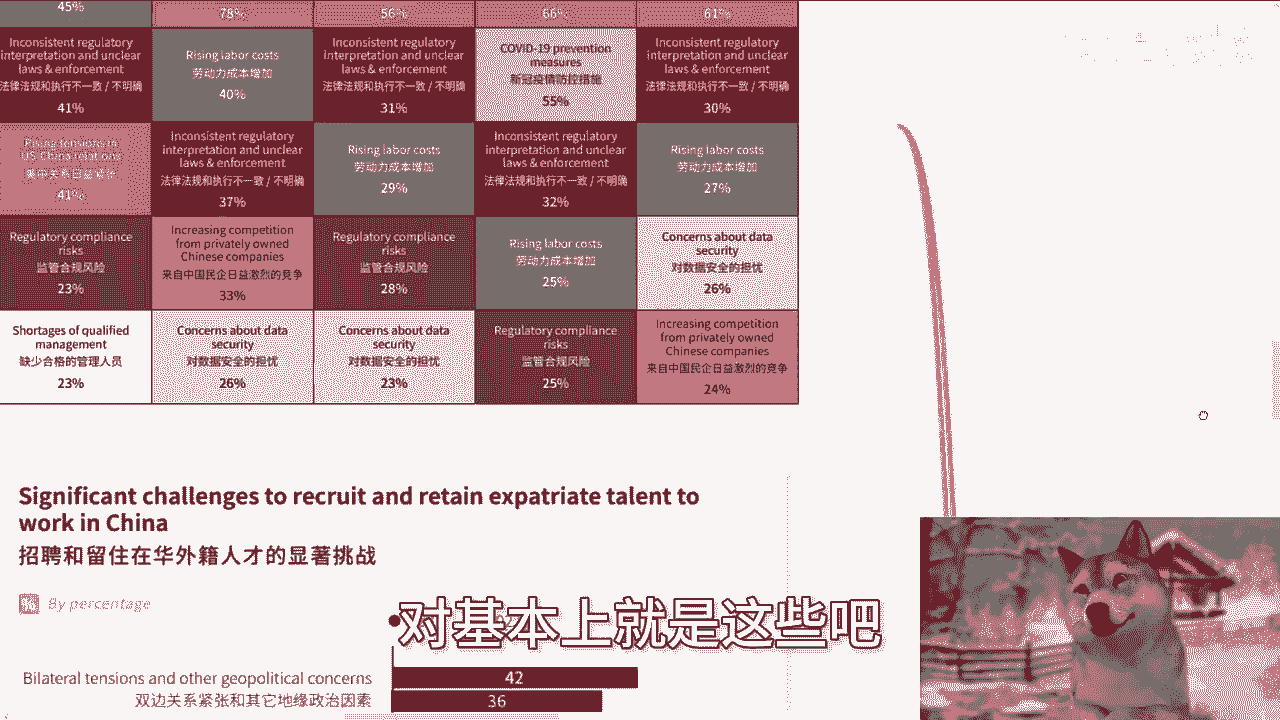 45%
78%
56%
66%
61%
Inconsistent regulatory
interpretation and unclear
laws & enforcement
法律法规和执行不一致 / 不明确
41%
Rising labor costs
劳动力成本增加
40%
Inconsistent regulatory
interpretation and unclear
laws & enforcement
法律法规和执行不一致 / 不明确
31%
COVID-19 prevention
measures
新冠疫情防控措施
55%
Inconsistent regulatory
interpretation and unclear
laws & enforcement
法律法规和执行不一致 / 不明确
30%
Rising tensions in
US-China relations
美中关系日益紧张
41%
Inconsistent regulatory
interpretation and unclear
laws & enforcement
法律法规和执行不一致 / 不明确
37%
Rising labor costs
劳动力成本增加
29%
Inconsistent regulatory
interpretation and unclear
laws & enforcement
法律法规和执行不一致 / 不明确
32%
Rising labor costs
劳动力成本增加
27%
Regulatory compliance
risks
监管合规风险
23%
Increasing competition
from privately owned
Chinese companies
来自中国民企日益激烈的竞争
33%
Regulatory compliance
risks
监管合规风险
28%
Rising labor costs
劳动力成本增加
25%
Concerns about data
security
对数据安全的担忧
26%
Shortages of qualified
management
缺少合格的管理人员
23%
Concerns about data
security
对数据安全的担忧
26%
Concerns about data
security
对数据安全的担忧
23%
Regulatory compliance
risks
监管合规风险
25%
Increasing competition
from privately owned
Chinese companies
来自中国民企日益激烈的竞争
24%
Significant challenges to recruit and retain expatriate talent to
work in China
招聘和留住在华外籍人才的显著挑战
% By percentage
对基本上就是这些吧
Bilateral tensions and other geopolitical concerns
双边关系紧张和其它地缘政治因素
42
36